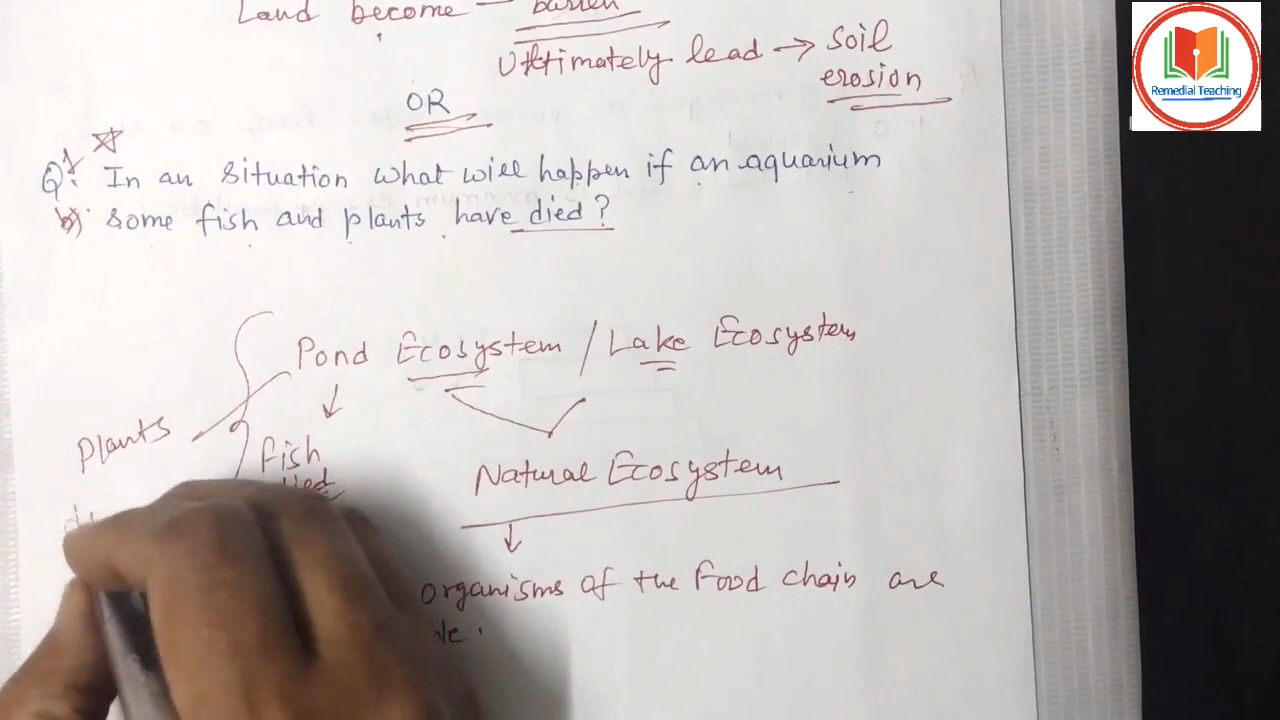 Land become - barren
Ultimately lead → soil
erosion
OR
Q1: In an situation what will happen if an aquarium
b) some fish and plants have died?
Pond Ecosystem / Lake Ecosystem
plants
fish
died
Natural Ecosystem
organisms of the Food chain are
Remedial Teaching